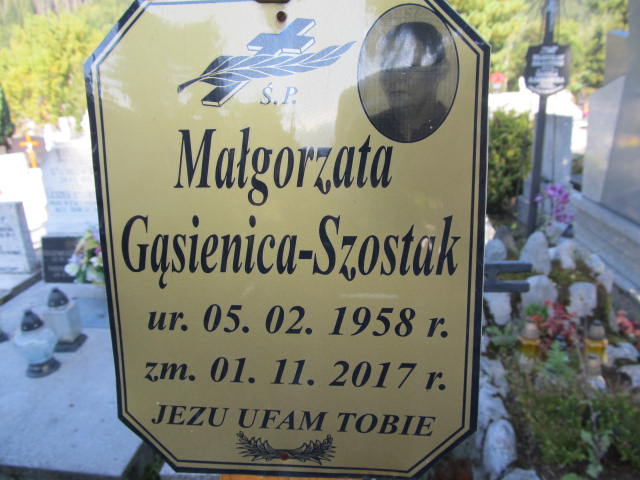 Ś.P.
Małgorzata
Gąsienica-Szostak
ur. 05. 02. 1958 r.
zm. 01. 11. 2017 r.
JEZU UFAM TOBIE